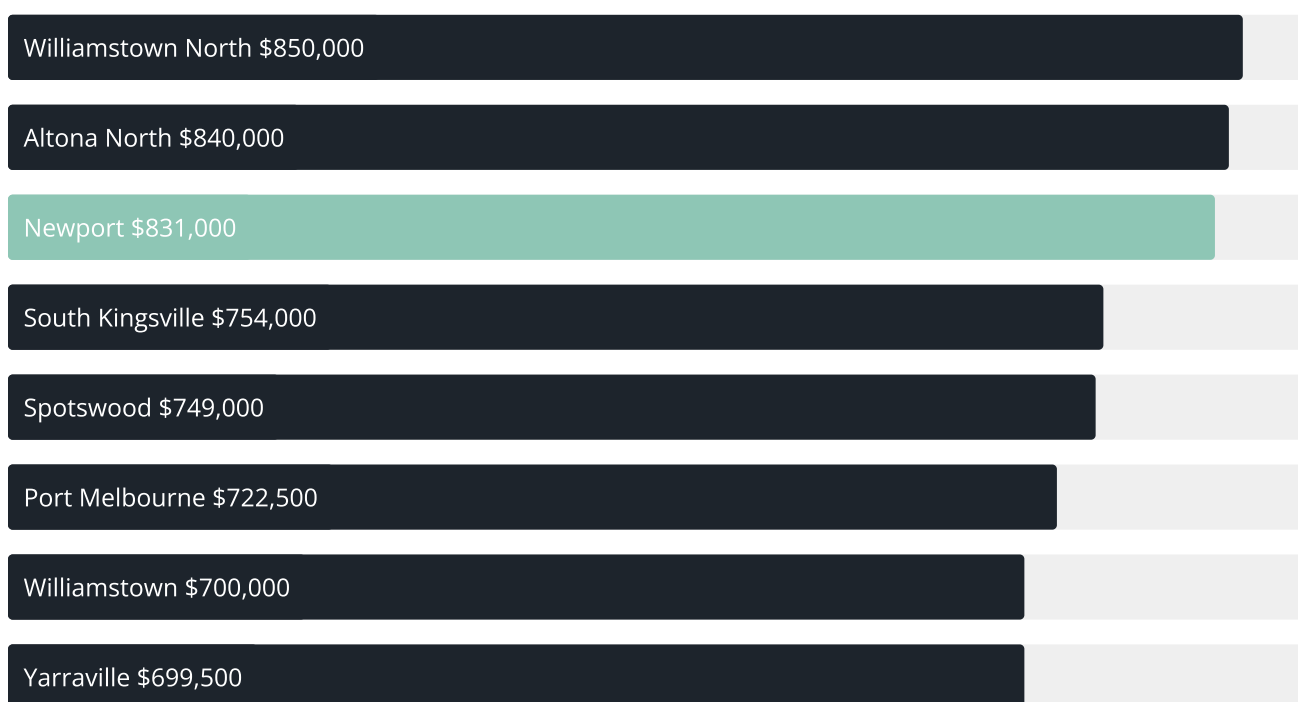 Williamstown North $850,000
Altona North $840,000
Newport $831,000
South Kingsville $754,000
Spotswood $749,000
Port Melbourne $722,500
Williamstown $700,000
Yarraville $699,500